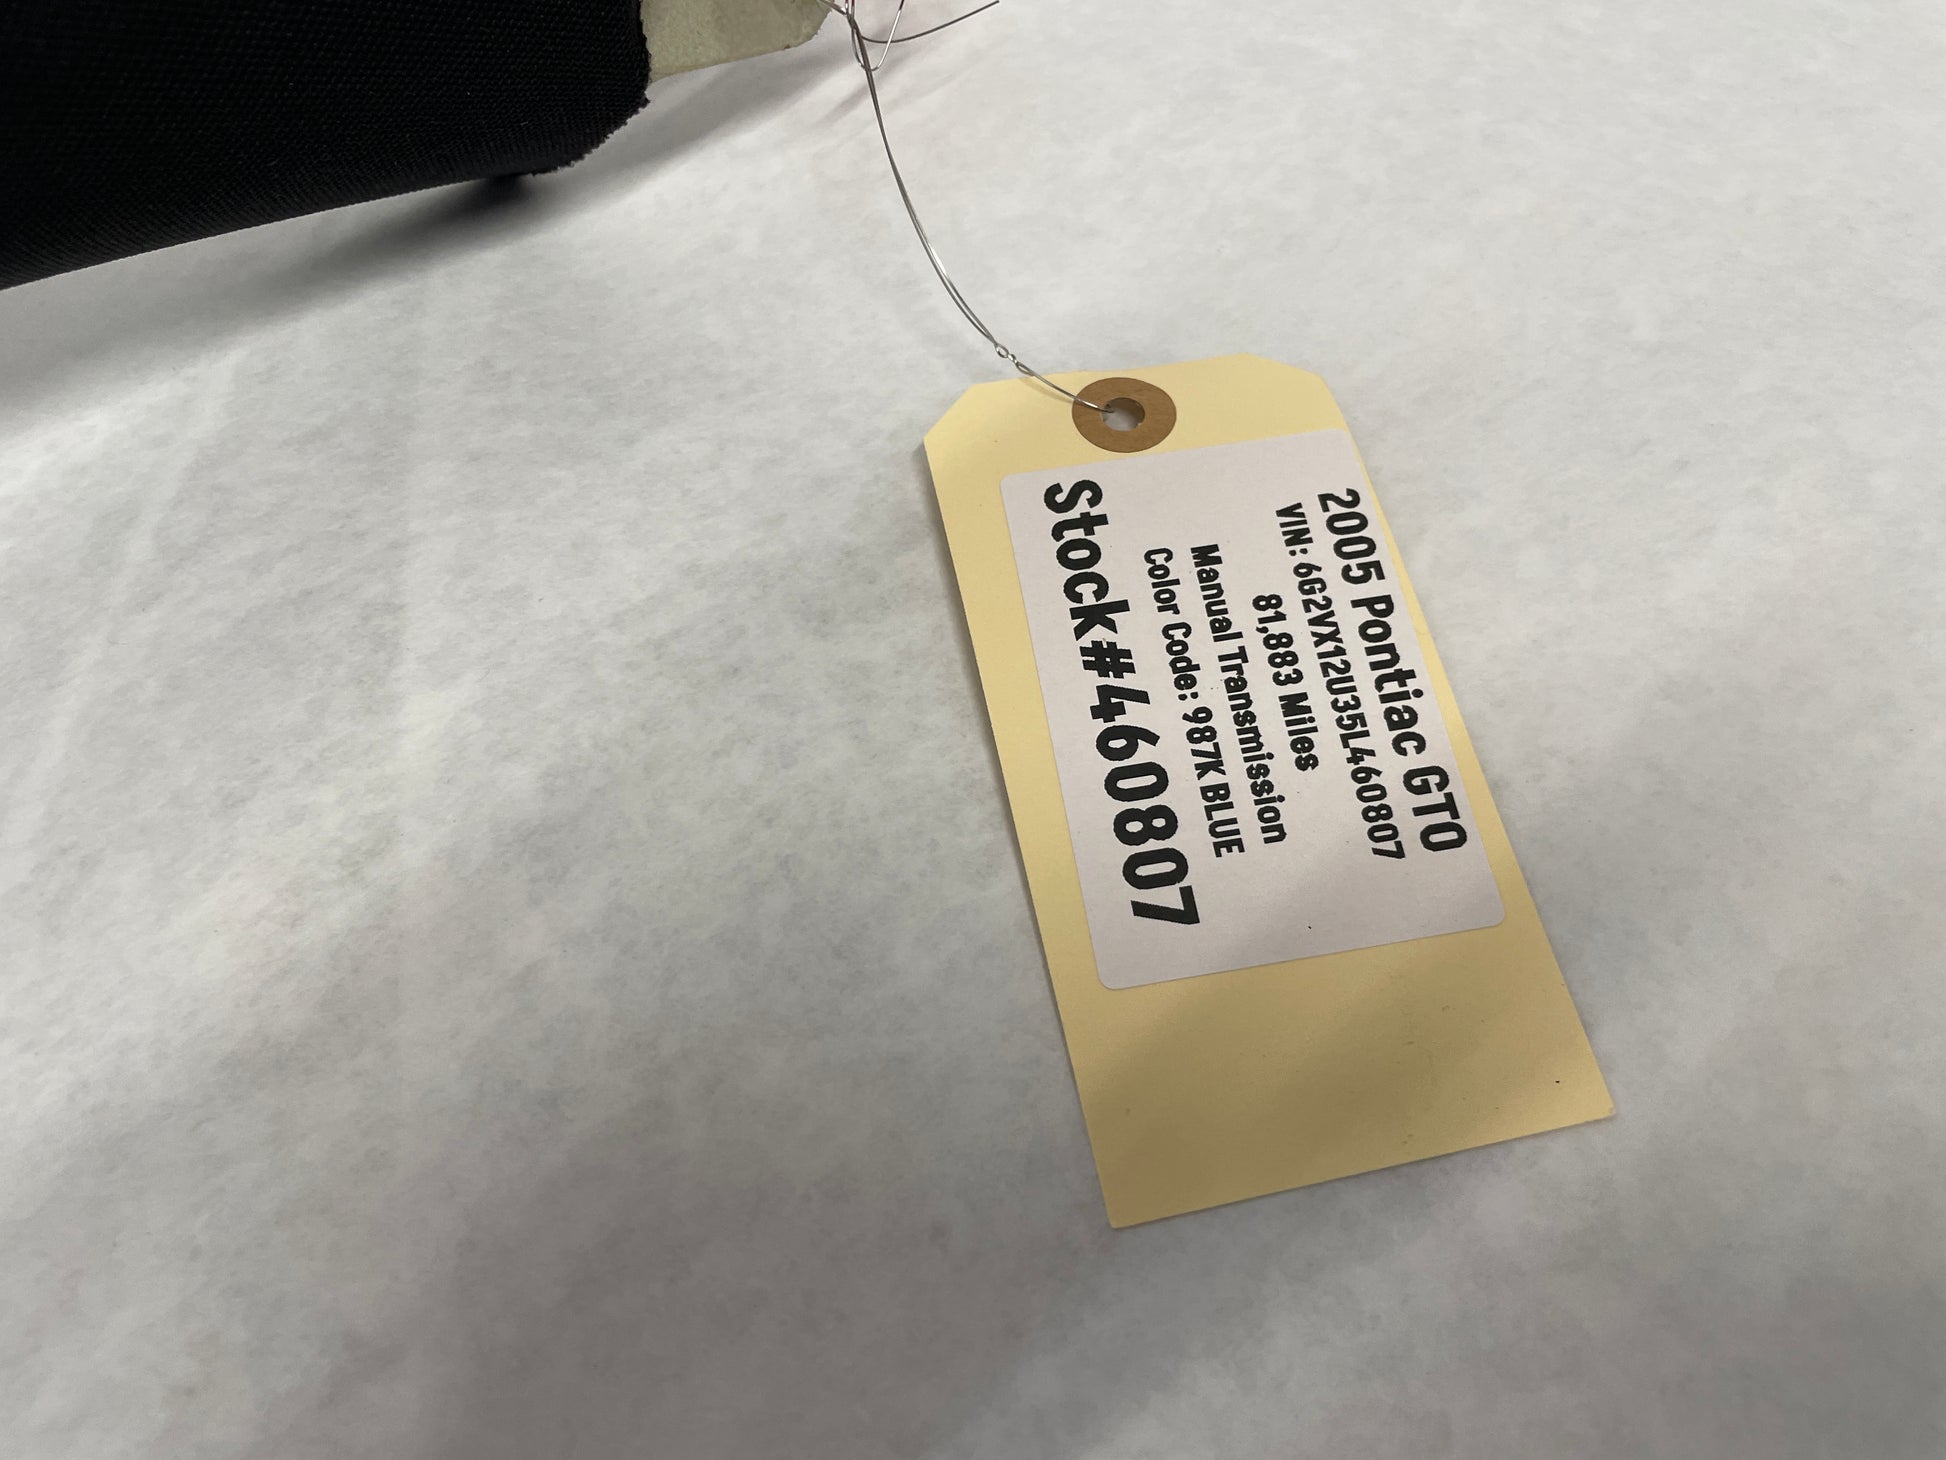 2005 Pontiac GTO
VIN: 6G2VX12U35L460807
81,883 Miles
Manual Transmission
Color Code: 987K BLUE
Stock#460807